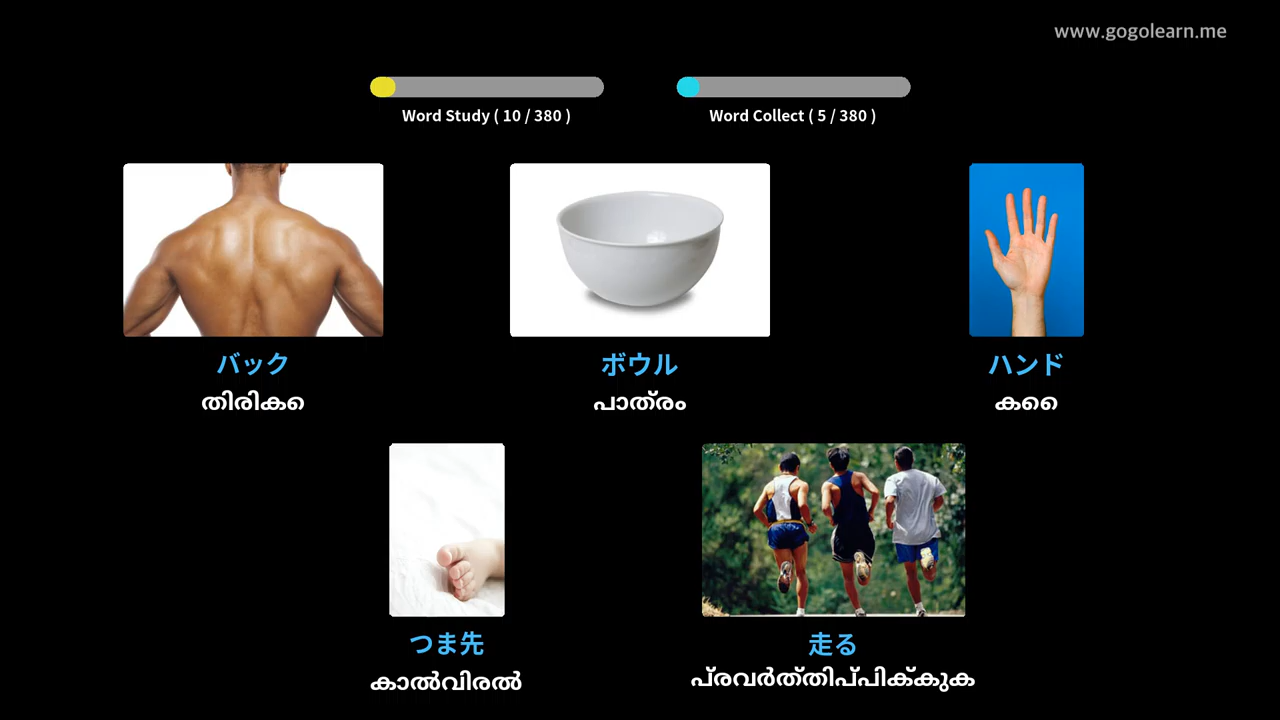 www.gogolearn.me
Word Study ( 10 / 380 )
Word Collect ( 5 / 380 )
バック
തിരികെ
ボウル
പാത്രം
ハンド
കൈ
つま先
കാൽവിരൽ
走る
പ്രവർത്തിപ്പിക്കുക